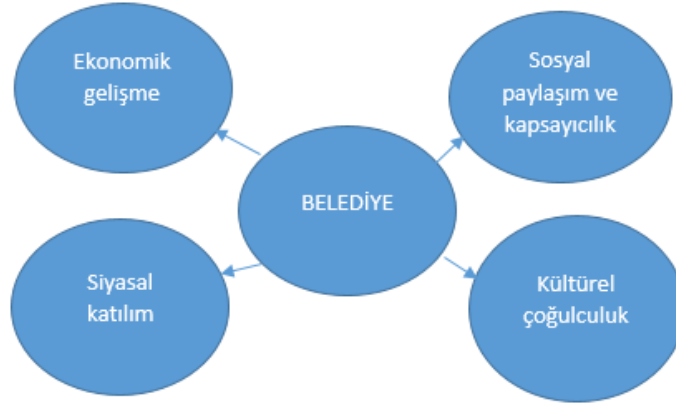 Ekonomik
gelişme
Sosyal
paylaşım ve
kapsayıcılık
BELEDİYE
Siyasal
katılım
Kültürel
çoğulculuk